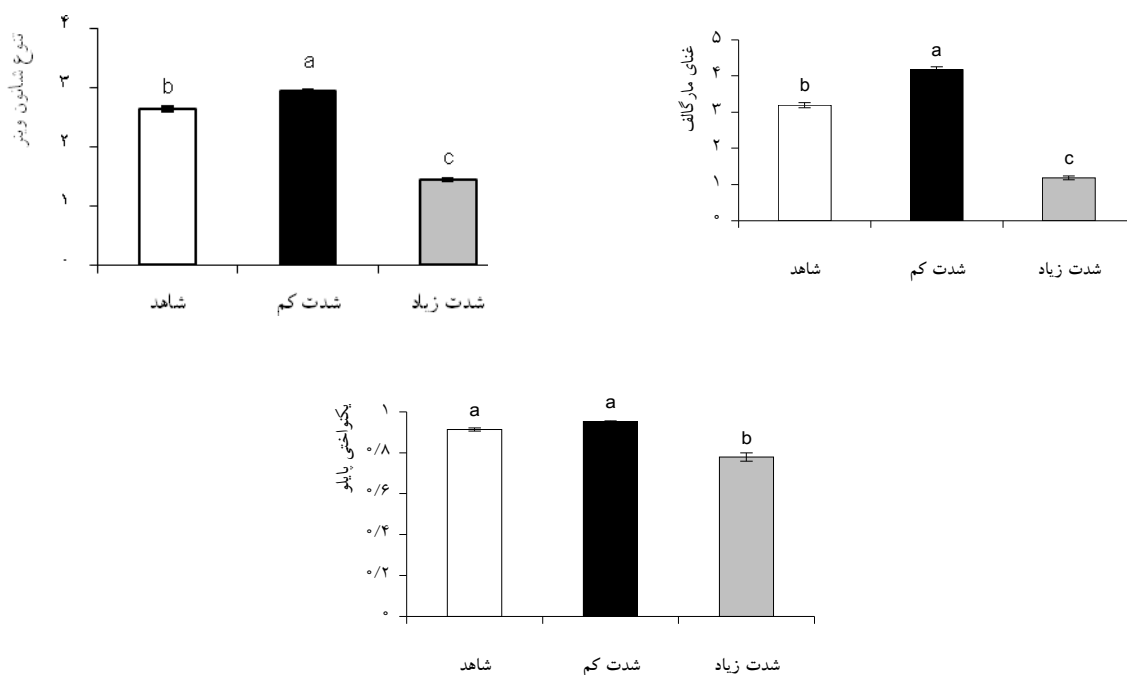 تنوع شانون وینر
۴
۳
۲
۱
۰
b
a
c
شاهد
شدت کم
شدت زیاد
غنای مارگالف
۵
۴
۳
۲
۱
۰
b
a
c
شاهد
شدت کم
شدت زیاد
یکنواختی پایلو
۱
۰/۸
۰/۶
۰/۴
۰/۲
۰
a
a
b
شاهد
شدت کم
شدت زیاد